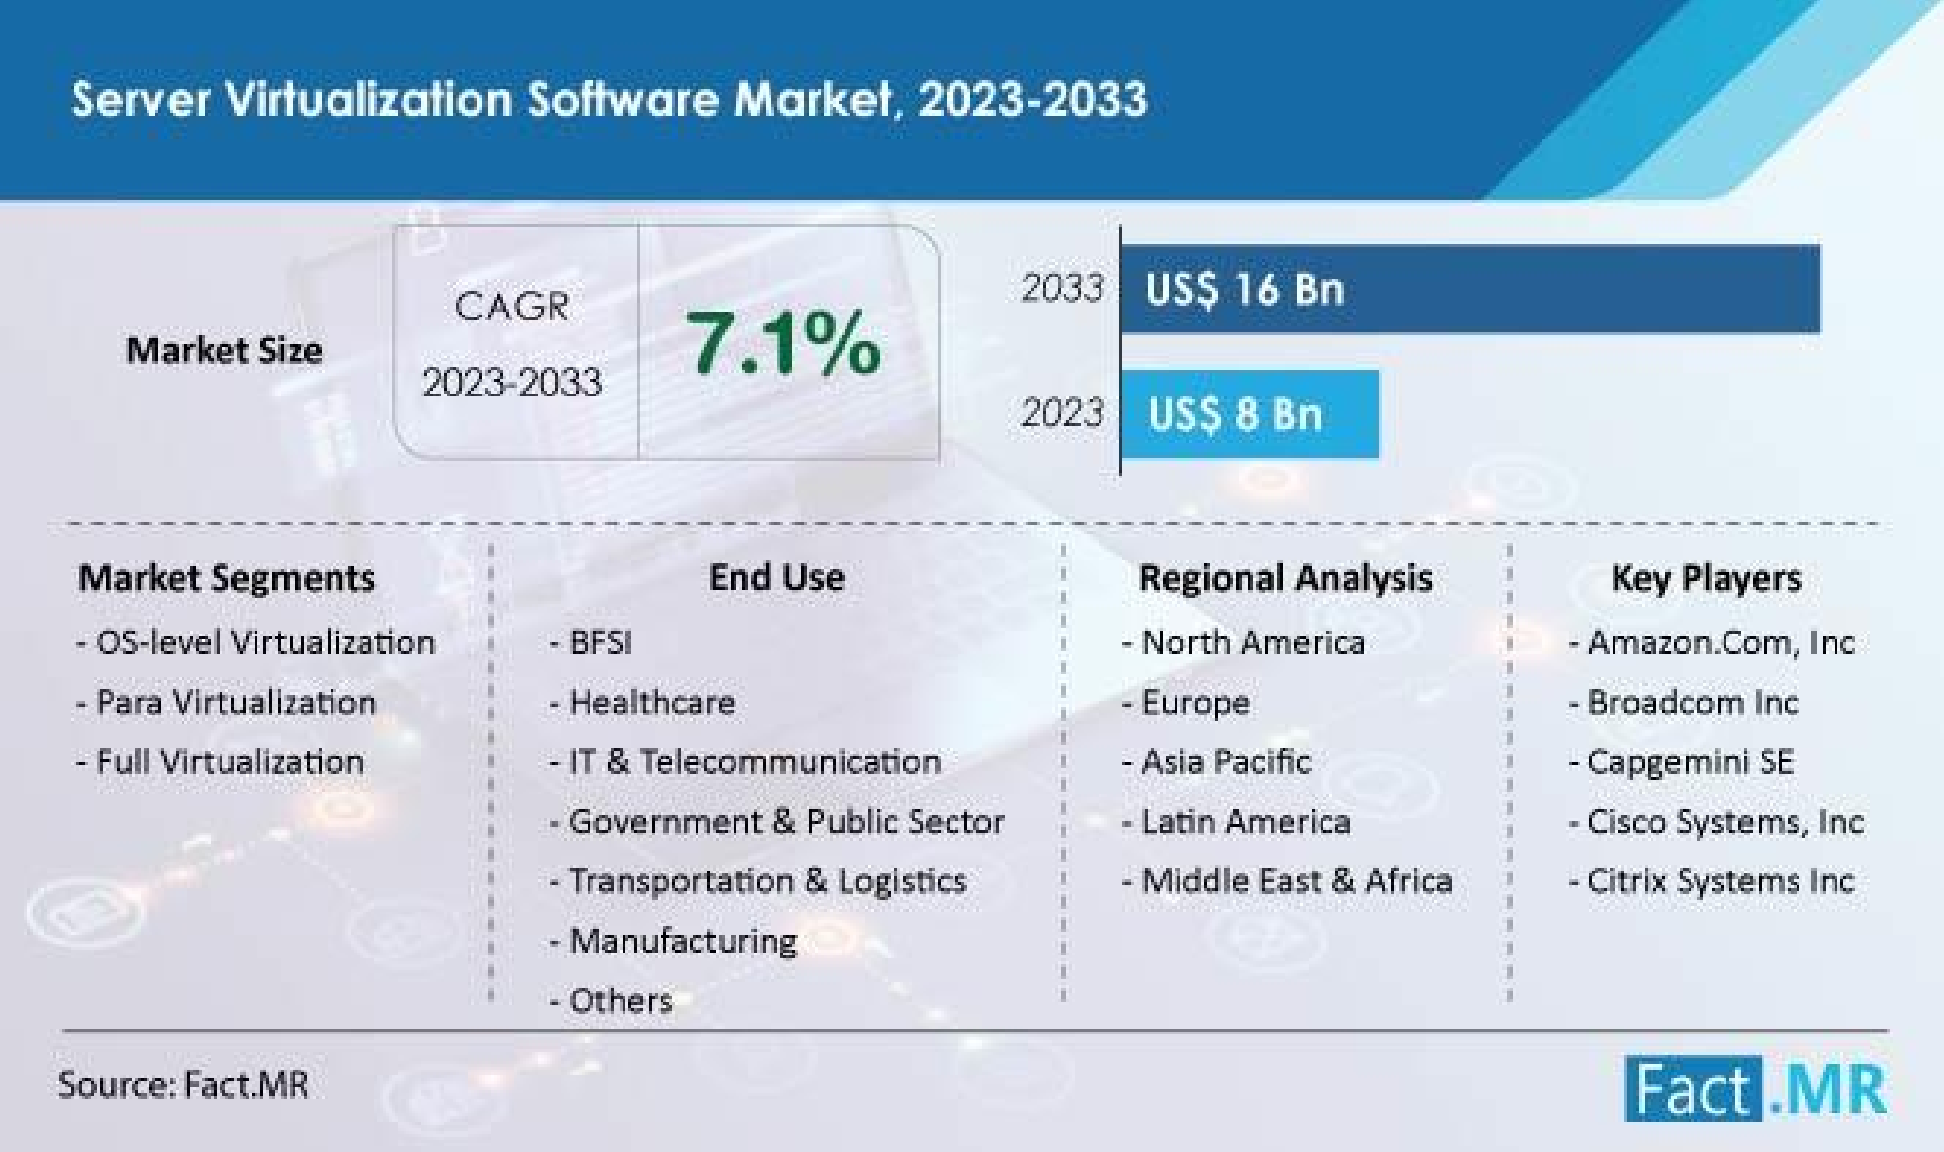 Server Virtualization Software Market, 2023-2033
Market Size
CAGR
2023-2033
7.1%
2033
US$ 16 Bn
2023
US$ 8 Bn
Market Segments
- OS-level Virtualization
- Para Virtualization
- Full Virtualization
End Use
- BFSI
- Healthcare
- IT & Telecommunication
- Government & Public Sector
- Transportation & Logistics
- Manufacturing
- Others
Regional Analysis
- North America
- Europe
- Asia Pacific
- Latin America
- Middle East & Africa
Key Players
- Amazon.Com, Inc
- Broadcom Inc
- Capgemini SE
- Cisco Systems, Inc
- Citrix Systems Inc
Source: Fact.MR
Fact.MR